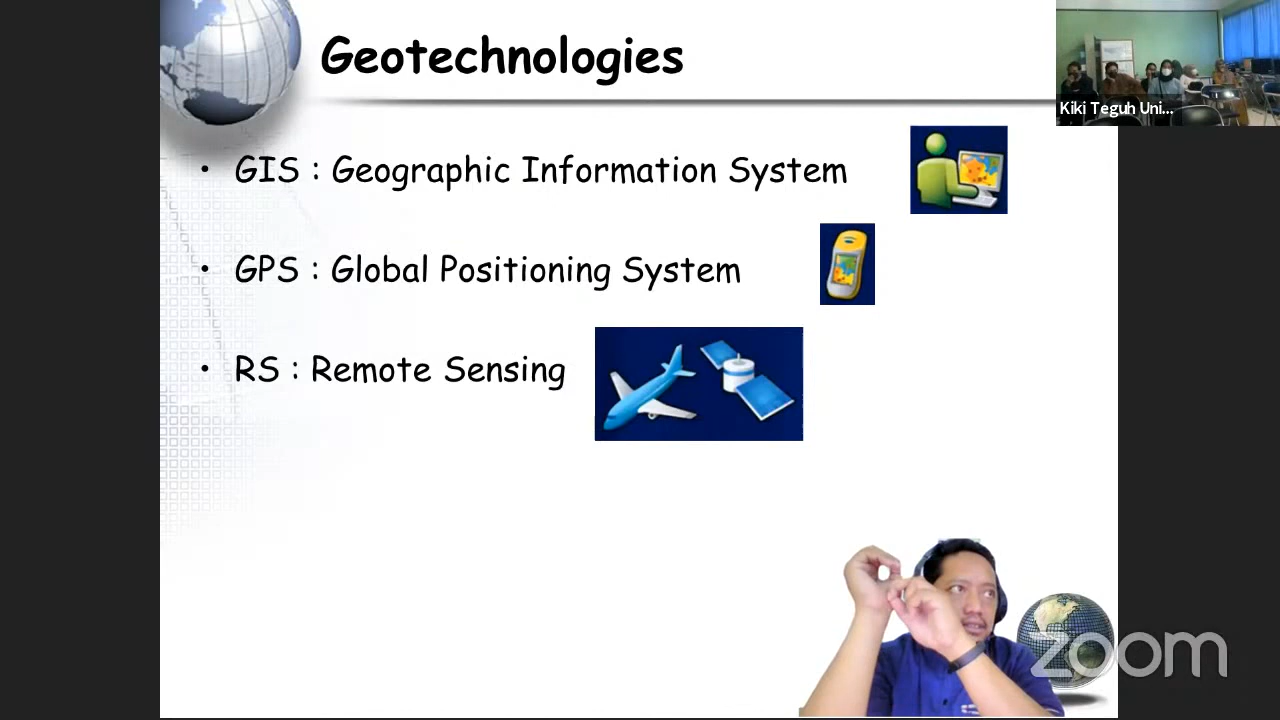 Geotechnologies
Kiki Teguh Uni...
• GIS : Geographic Information System
• GPS : Global Positioning System
• RS : Remote Sensing
zoom